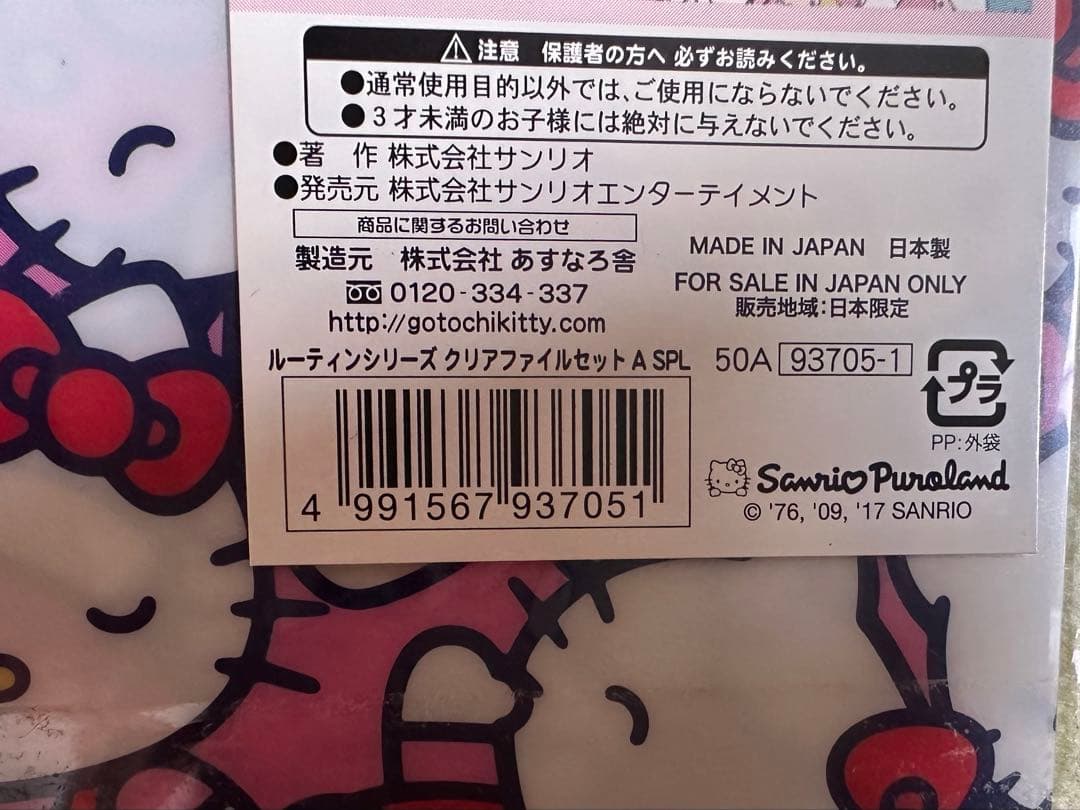 ⚠注意 保護者の方へ 必ずお読みください。
●通常使用目的以外では、ご使用にならないでください。
●3才未満のお子様には絶対に与えないでください。
●著 作 株式会社サンリオ
●発売元 株式会社サンリオエンターテイメント
商品に関するお問い合わせ
製造元 株式会社 あすなろ舎
0120-334-337
http://gotochikitty.com
MADE IN JAPAN 日本製
FOR SALE IN JAPAN ONLY
販売地域:日本限定
ルーティンシリーズ クリアファイルセット A SPL
50A 93705-1
プラ
PP:外袋
4 991567 937051
Sanrio Puroland
© '76, '09, '17 SANRIO